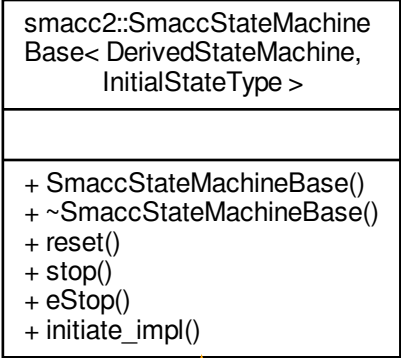 smacc2::SmaccStateMachine
Base< DerivedStateMachine,
InitialStateType >
+ SmaccStateMachineBase()
+ ~SmaccStateMachineBase()
+ reset()
+ stop()
+ eStop()
+ initiate_impl()